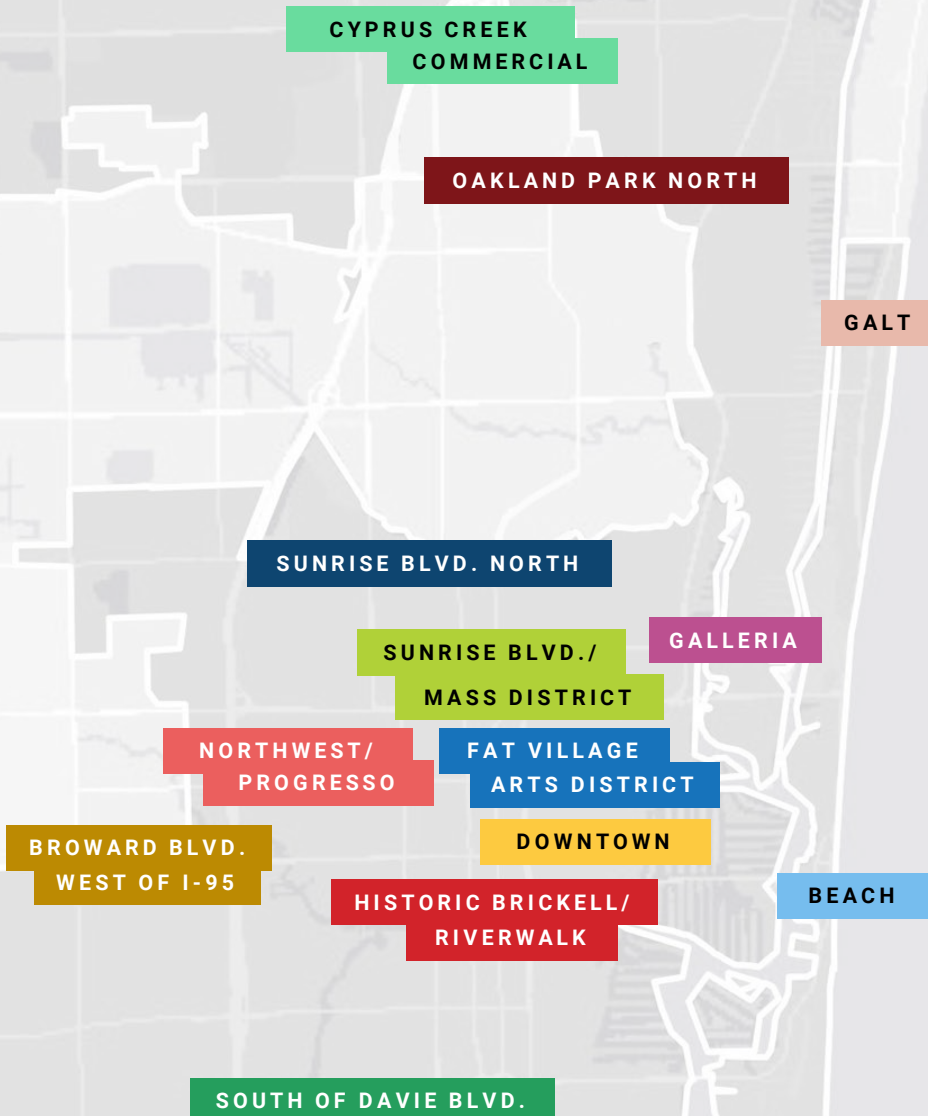 CYPRUS CREEK
COMMERCIAL
OAKLAND PARK NORTH
GALT
SUNRISE BLVD. NORTH
GALLERIA
SUNRISE BLVD./
MASS DISTRICT
NORTHWEST/
PROGRESSO
FAT VILLAGE
ARTS DISTRICT
DOWNTOWN
BROWARD BLVD.
WEST OF I-95
HISTORIC BRICKELL/
RIVERWALK
BEACH
SOUTH OF DAVIE BLVD.